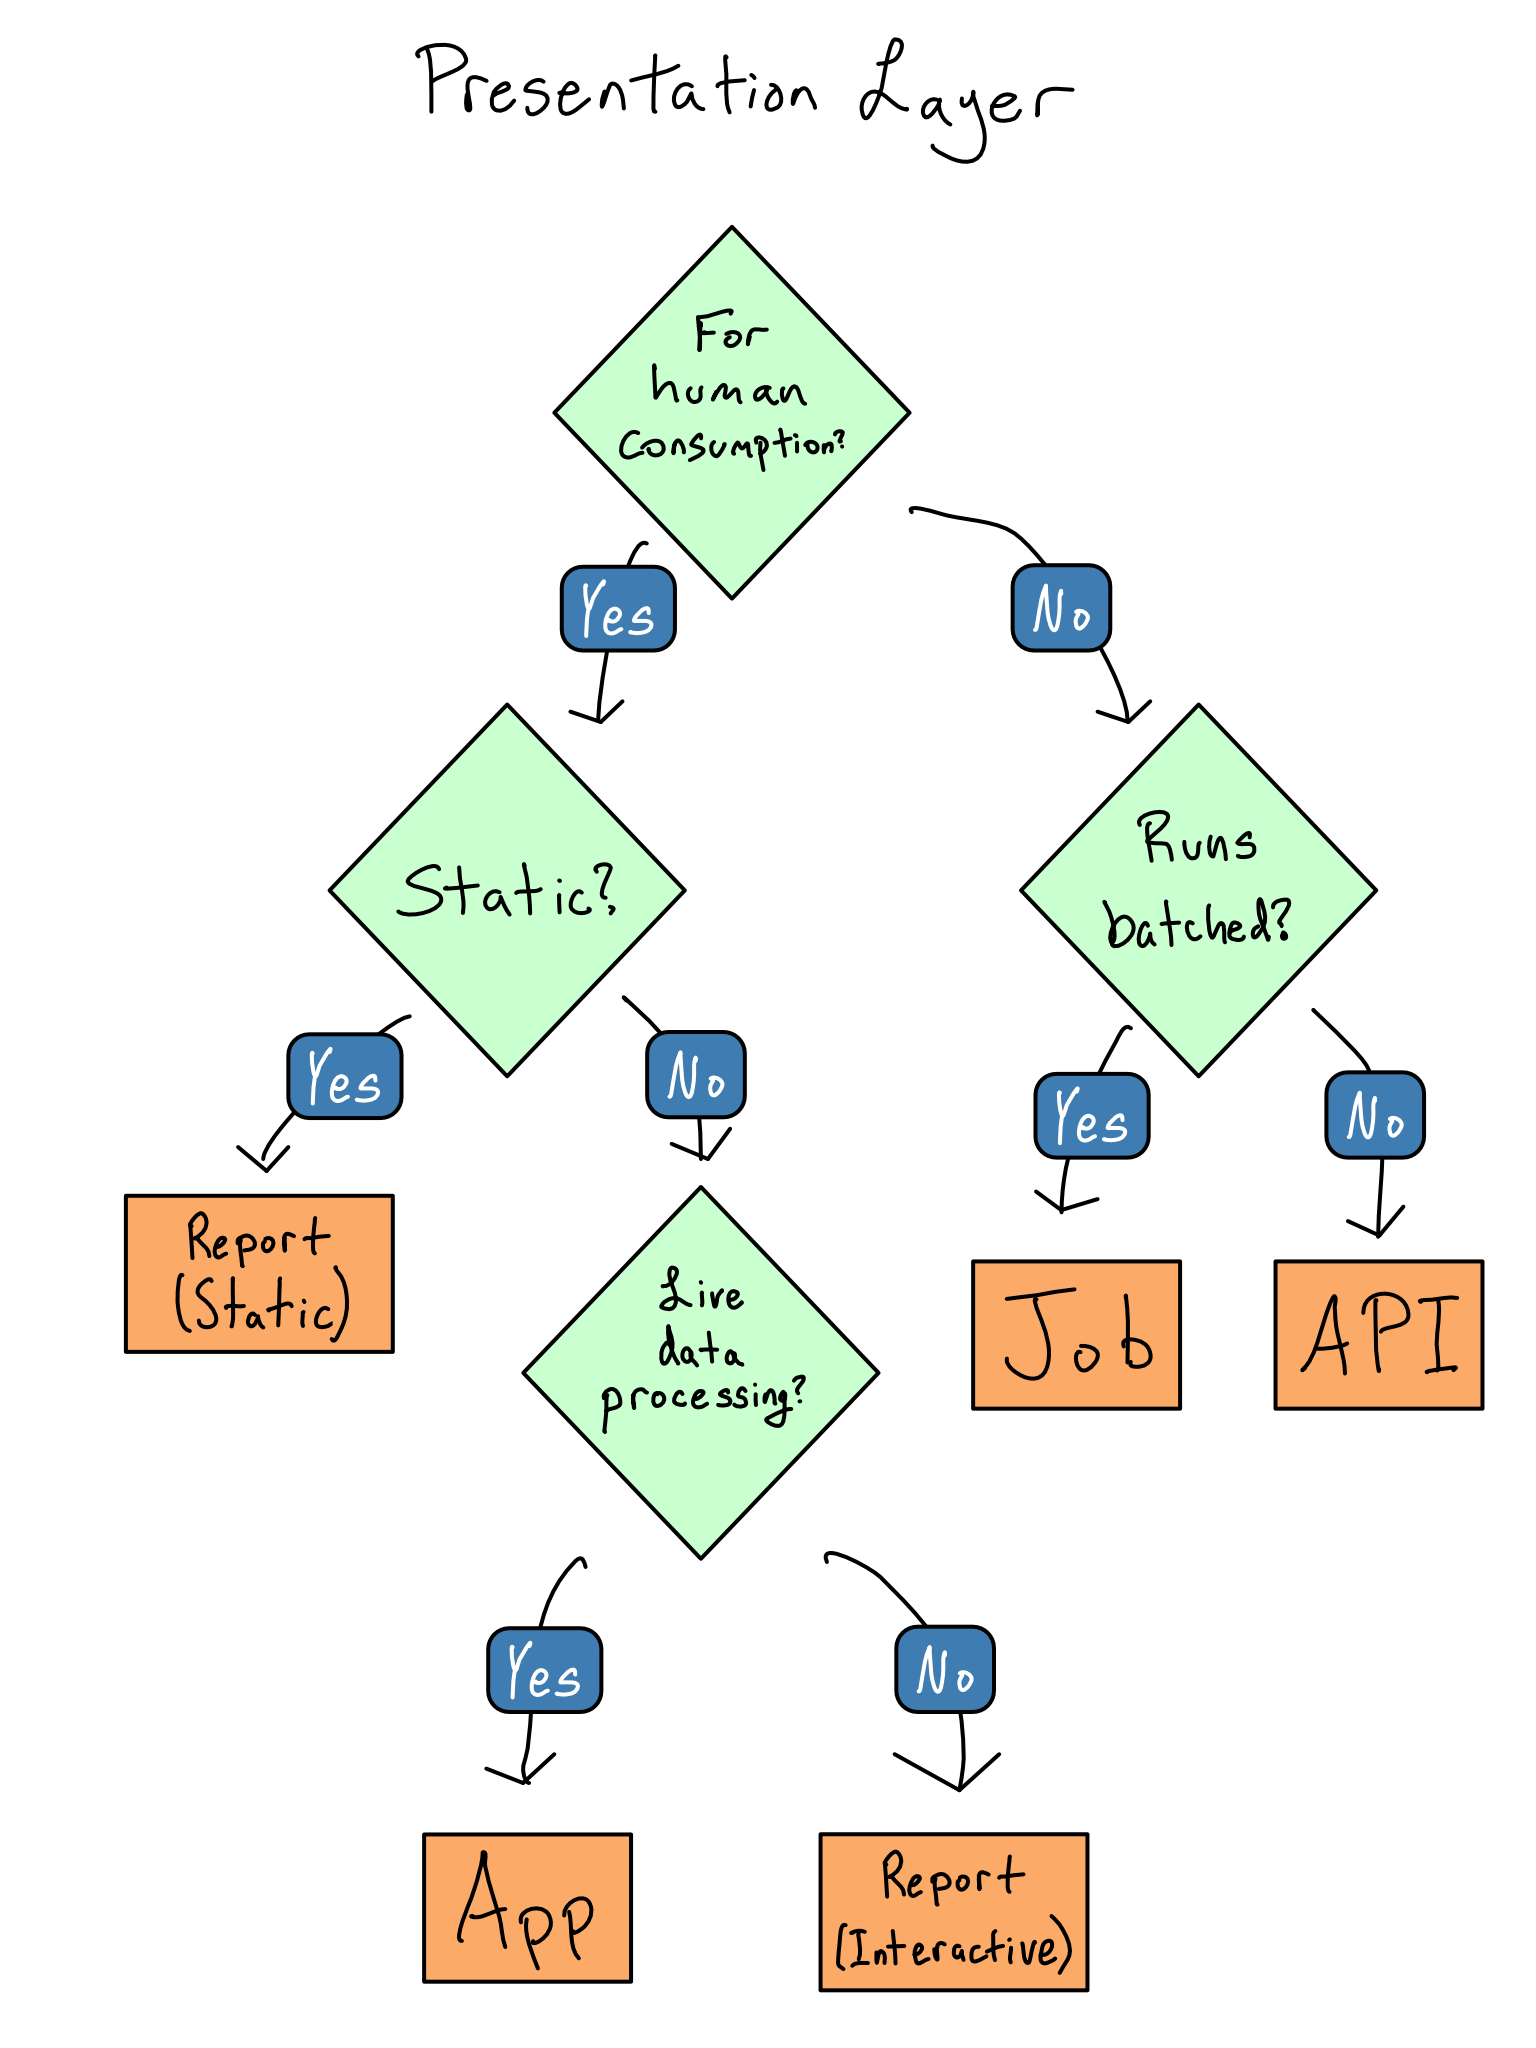 Presentation Layer
For
human
Consumption?
Yes
No
Static?
Runs
batched?
Yes
No
Yes
No
Report
(Static)
Live
data
processing?
Job
API
Yes
No
App
Report
(Interactive)